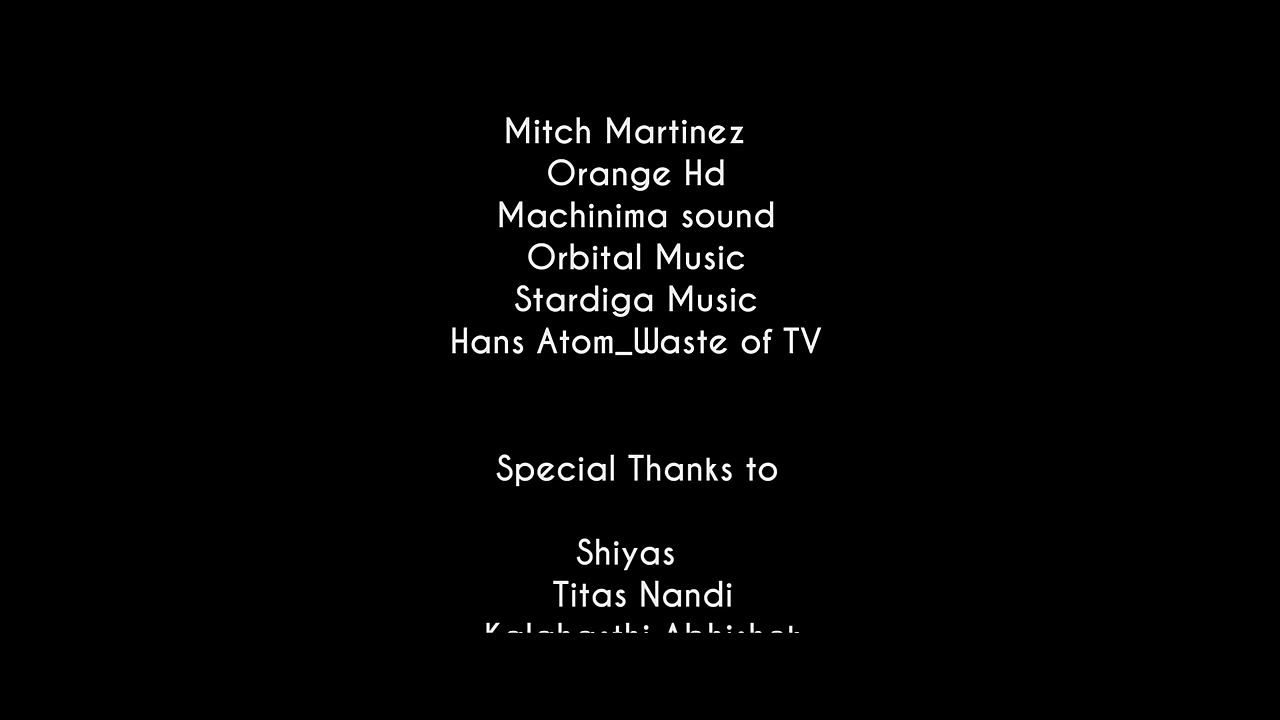 Mitch Martinez
Orange Hd
Machinima sound
Orbital Music
Stardiga Music
Hans Atom_Waste of TV
Special Thanks to
Shiyas
Titas Nandi